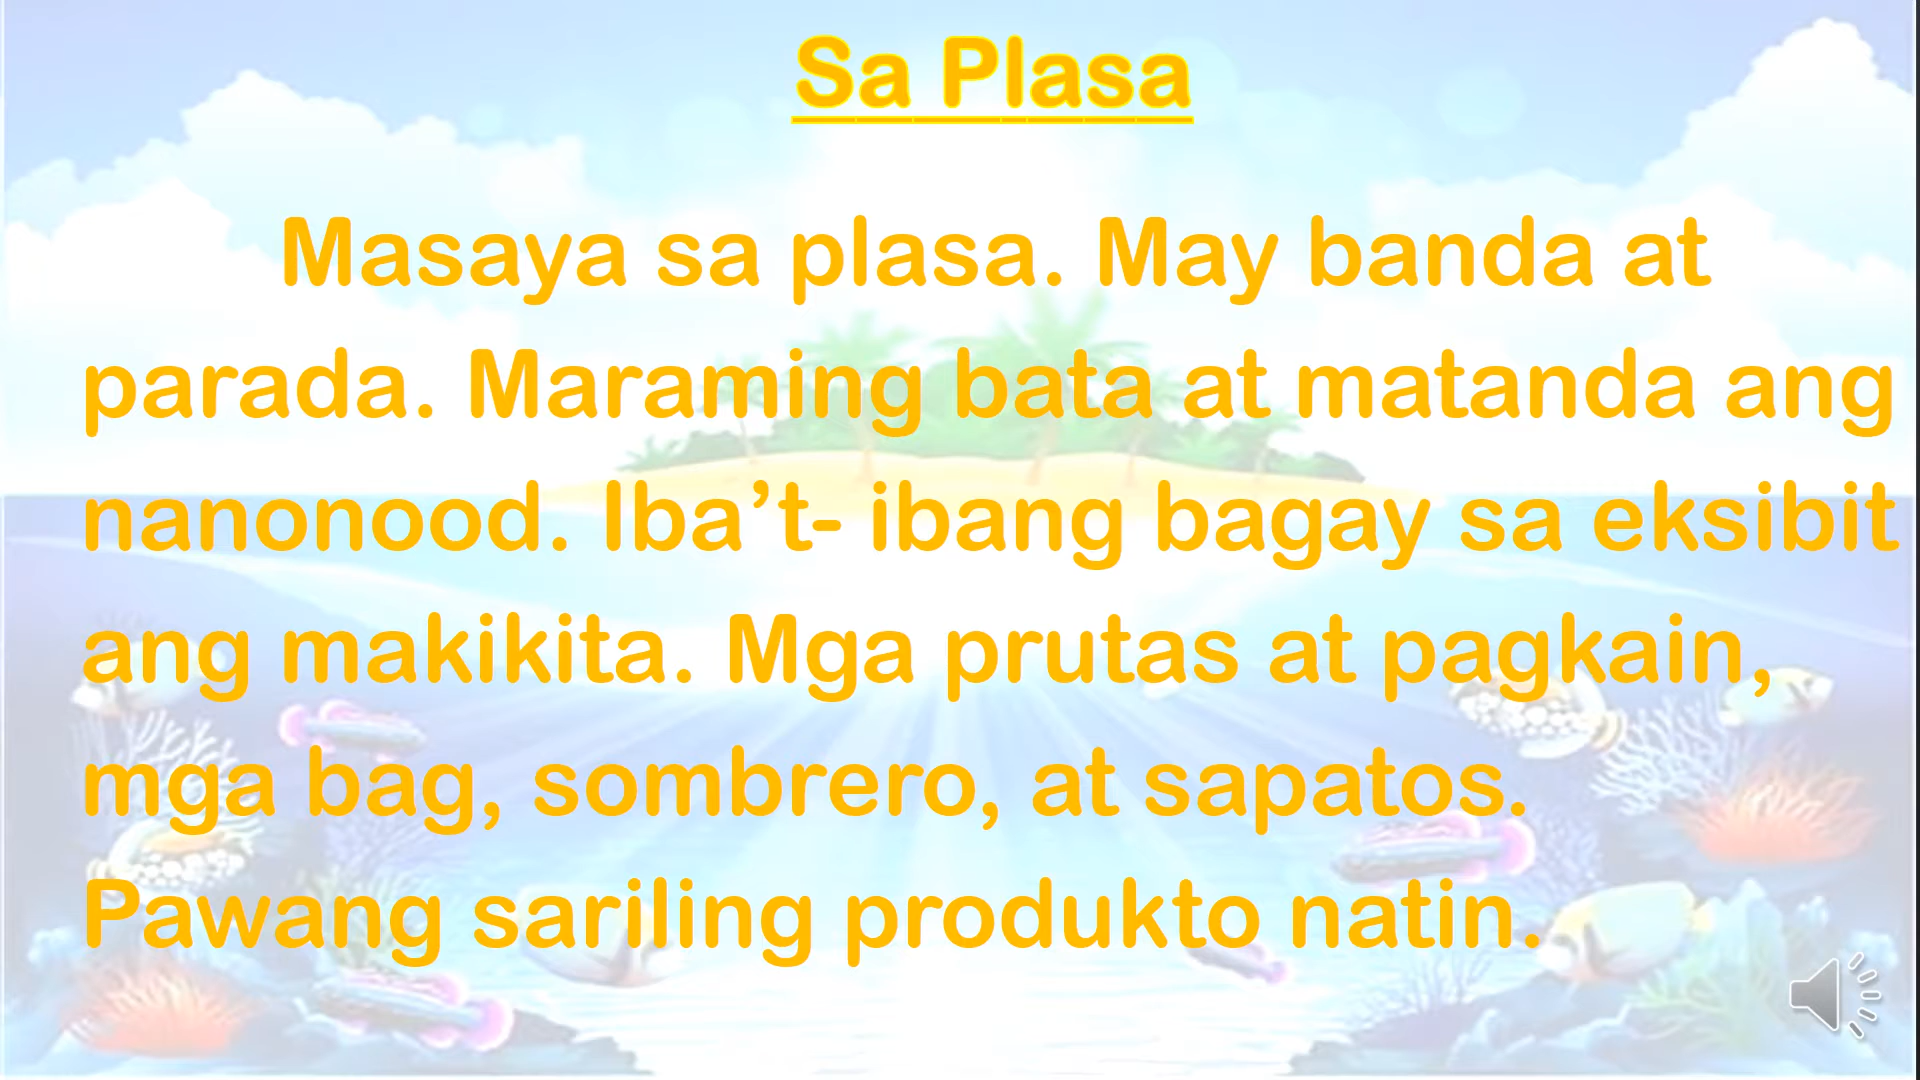 Sa Plasa
Masaya sa plasa. May banda at
parada. Maraming bata at matanda ang
nanonood. Iba’t- ibang bagay sa eksibit
ang makikita. Mga prutas at pagkain,
mga bag, sombrero, at sapatos.
Pawang sariling produkto natin.